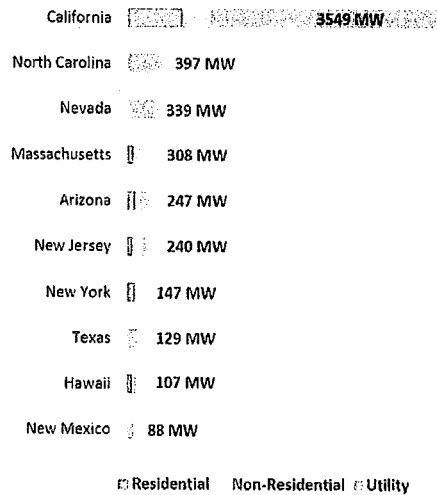 California 3549 MW
North Carolina 397 MW
Nevada 339 MW
Massachusetts 308 MW
Arizona 247 MW
New Jersey 240 MW
New York 147 MW
Texas 129 MW
Hawaii 107 MW
New Mexico 88 MW
Residential Non-Residential Utility